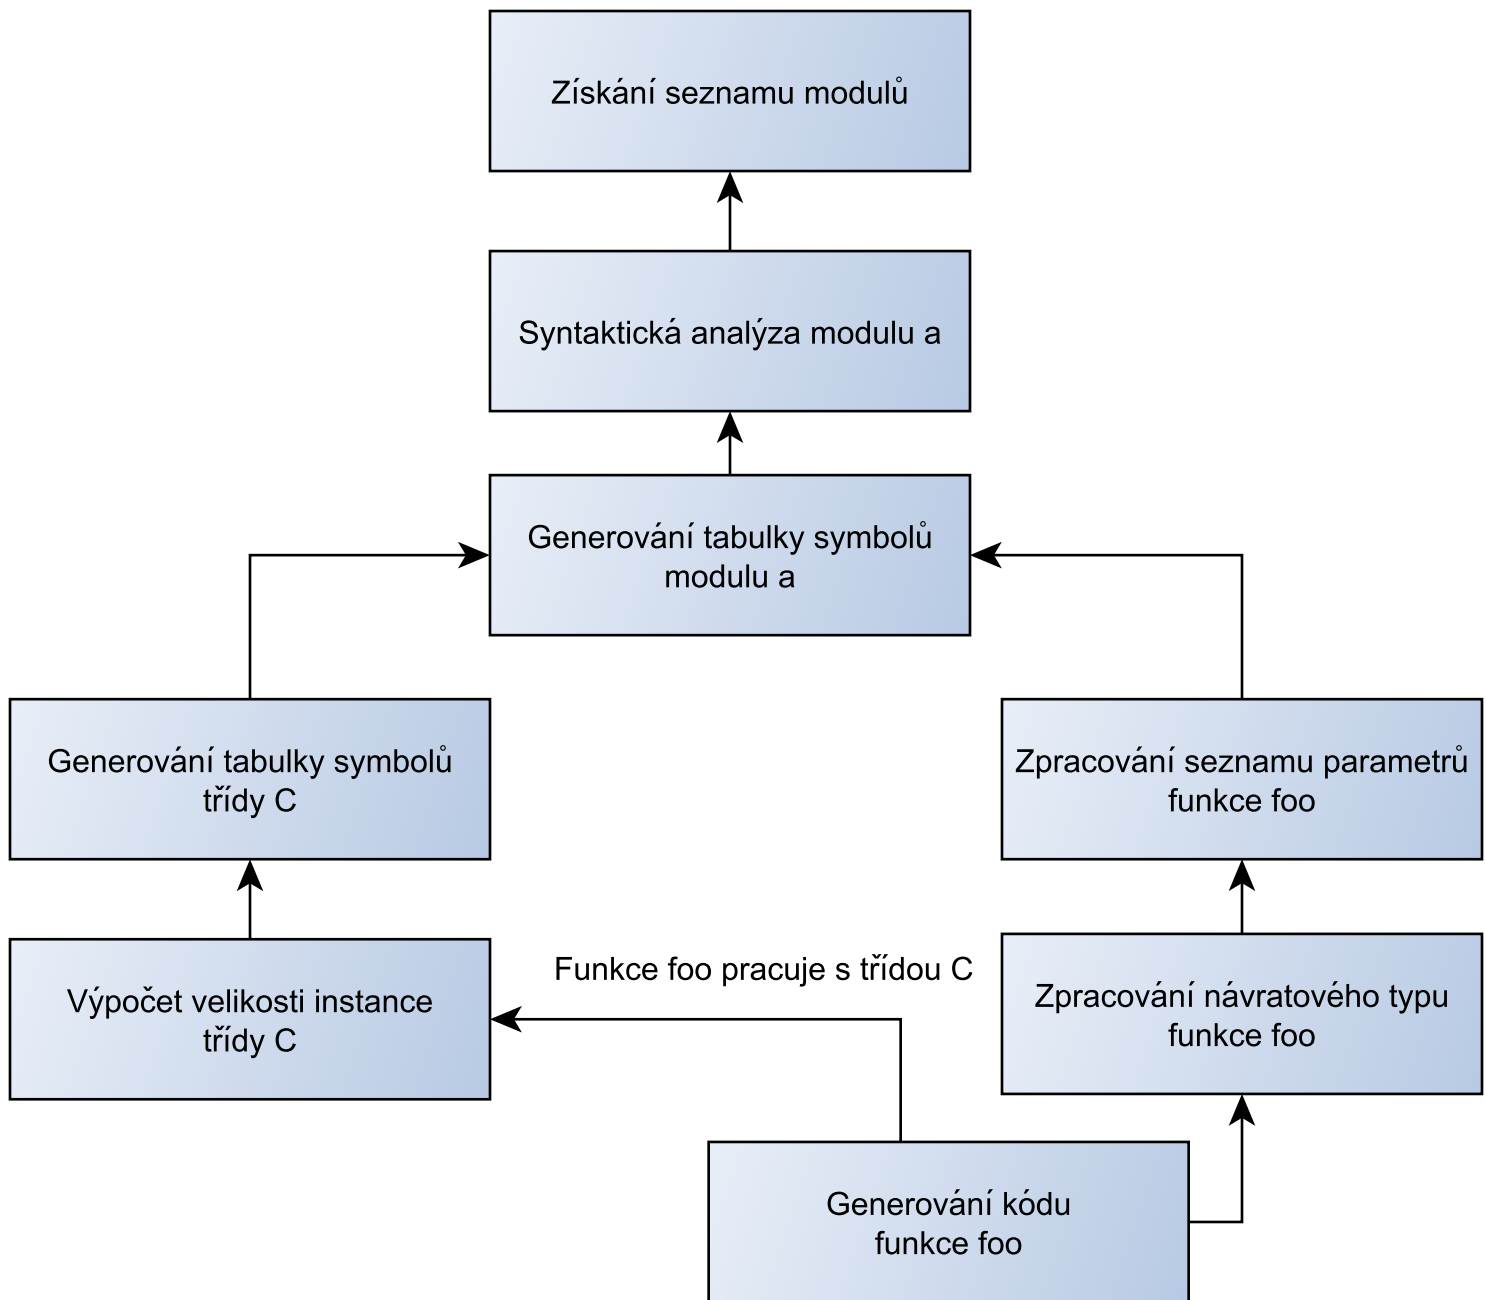 Získání seznamu modulů
Syntaktická analýza modulu a
Generování tabulky symbolů
modulu a
Generování tabulky symbolů
třídy C
Zpracování seznamu parametrů
funkce foo
Výpočet velikosti instance
třídy C
Funkce foo pracuje s třídou C
Zpracování návratového typu
funkce foo
Generování kódu
funkce foo